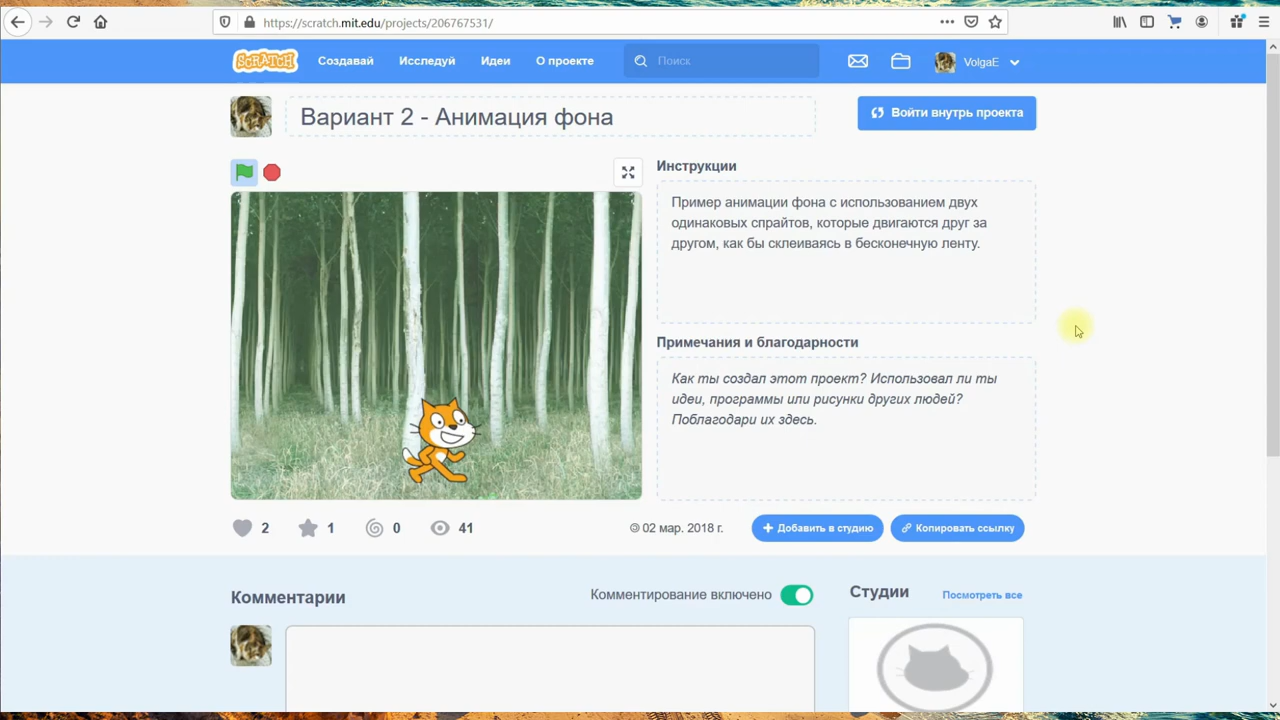 https://scratch.mit.edu/projects/206767531/
SCRATCH
Создавай
Исследуй
Идеи
О проекте
Поиск
VolgaE
Вариант 2 - Анимация фона
Войти внутрь проекта
Инструкции
Пример анимации фона с использованием двух
одинаковых спрайтов, которые двигаются друг за
другом, как бы склеиваясь в бесконечную ленту.
Примечания и благодарности
Как ты создал этот проект? Использовал ли ты
идеи, программы или рисунки других людей?
Поблагодари их здесь.
2
1
0
41
© 02 мар. 2018 г.
Добавить в студию
Копировать ссылку
Комментарии
Комментирование включено
Студии
Посмотреть все